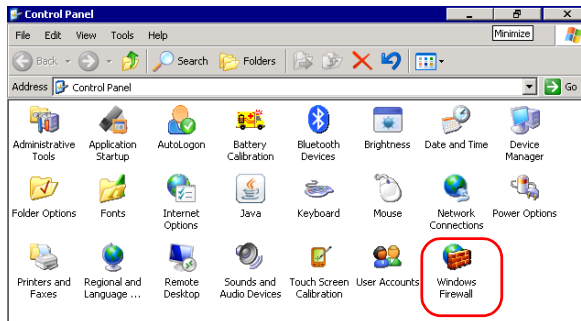 Control Panel
File Edit View Tools Help
Minimize
Back Search Folders
Address Control Panel Go
Administrative Tools
Application Startup
AutoLogon
Battery Calibration
Bluetooth Devices
Brightness
Date and Time
Device Manager
Folder Options
Fonts
Internet Options
Java
Keyboard
Mouse
Network Connections
Power Options
Printers and Faxes
Regional and Language ...
Remote Desktop
Sounds and Audio Devices
Touch Screen Calibration
User Accounts
Windows Firewall